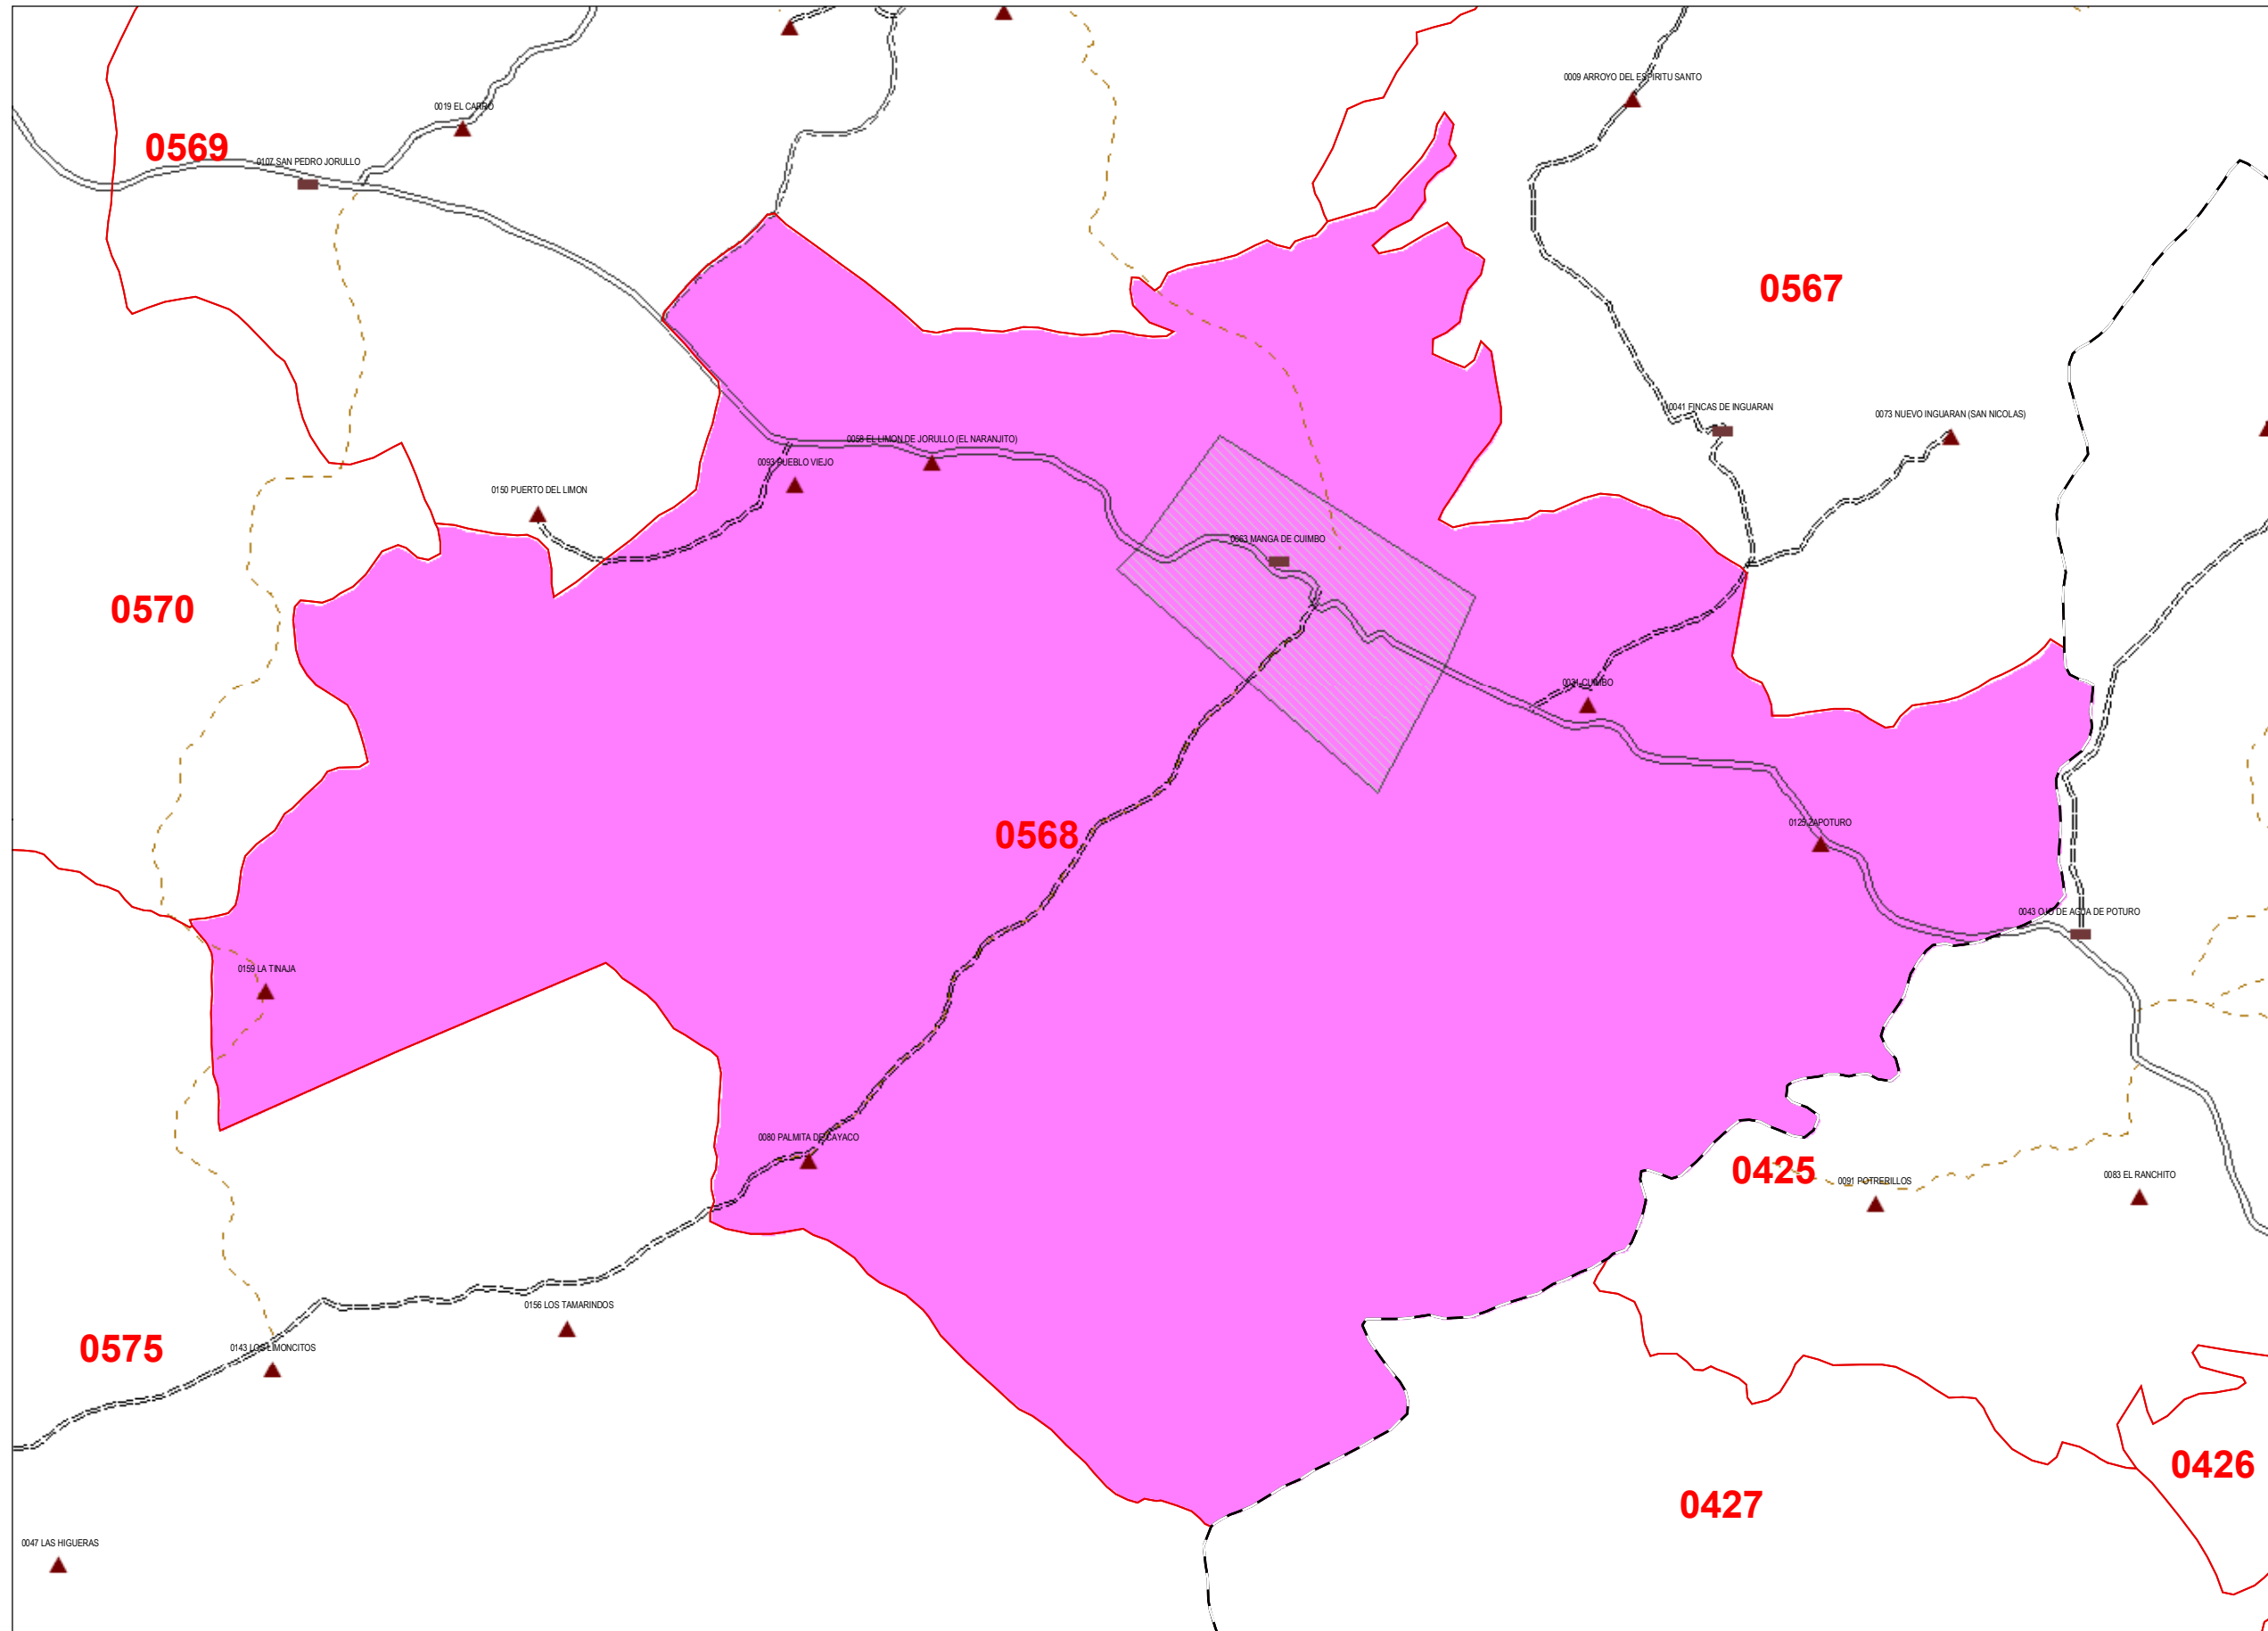 0009 ARROYO DEL ESPIRITU SANTO
0019 EL CARRO
0569
0107 SAN PEDRO JORULLO
0567
0041 FINCAS DE INGUARAN
0073 NUEVO INGUARAN (SAN NICOLAS)
0058 EL LIMON DE JORULLO (EL NARANJITO)
0093 PUEBLO VIEJO
0150 PUERTO DEL LIMON
0063 MANGA DE CUIMBO
0570
0031 CUIMBO
0568
0125 ZAPOTURO
0043 OJO DE AGUA DE POTURO
0159 LA TINAJA
0080 PALMITA DE CAYACO
0425
0091 POTRERILLOS
0083 EL RANCHITO
0156 LOS TAMARINDOS
0575
0143 LOS LIMONCITOS
0426
0427
0047 LAS HIGUERAS